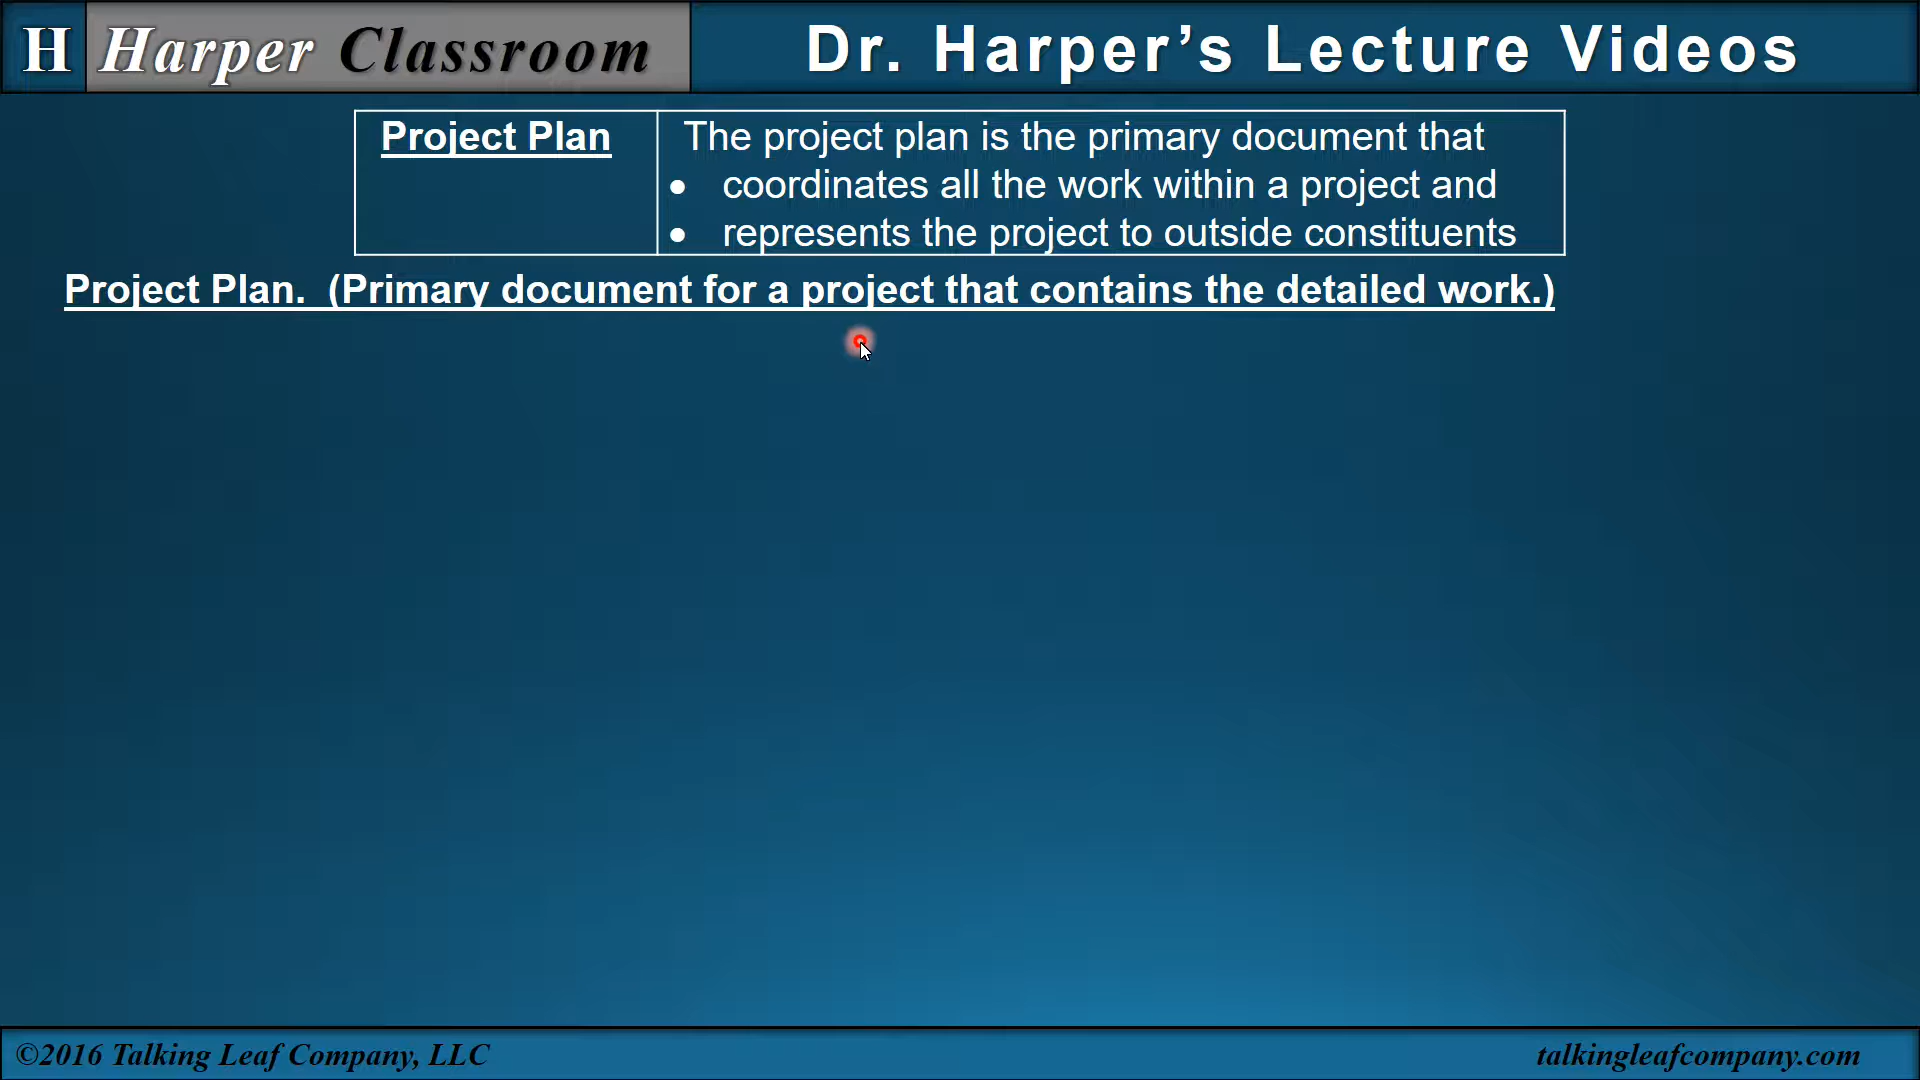 H Harper Classroom Dr. Harper’s Lecture Videos
Project Plan The project plan is the primary document that
● coordinates all the work within a project and
● represents the project to outside constituents
Project Plan. (Primary document for a project that contains the detailed work.)
©2016 Talking Leaf Company, LLC talkingleafcompany.com